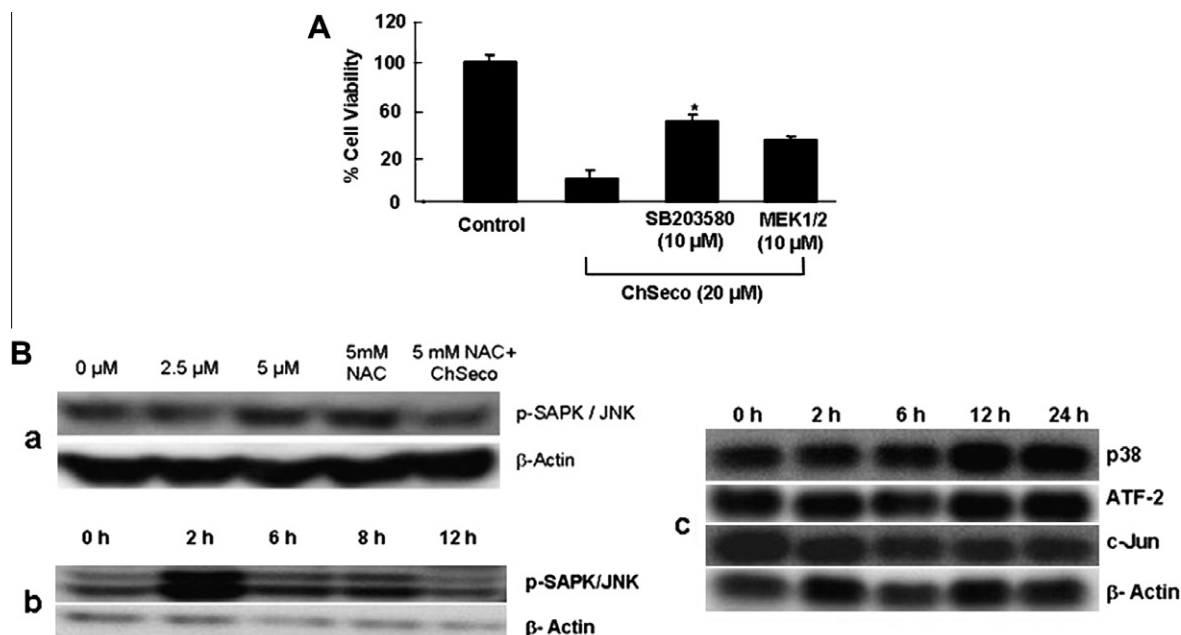 A
% Cell Viability
120
100
60
20
0
*
Control
SB203580
(10 µM)
MEK1/2
(10 µM)
ChSeco (20 µM)
B
0 µM 2.5 µM 5 µM 5mM NAC 5 mM NAC+ ChSeco
a
p-SAPK / JNK
β-Actin
0 h 2 h 6 h 8 h 12 h
b
p-SAPK/JNK
β- Actin
0 h 2 h 6 h 12 h 24 h
c
p38
ATF-2
c-Jun
β- Actin